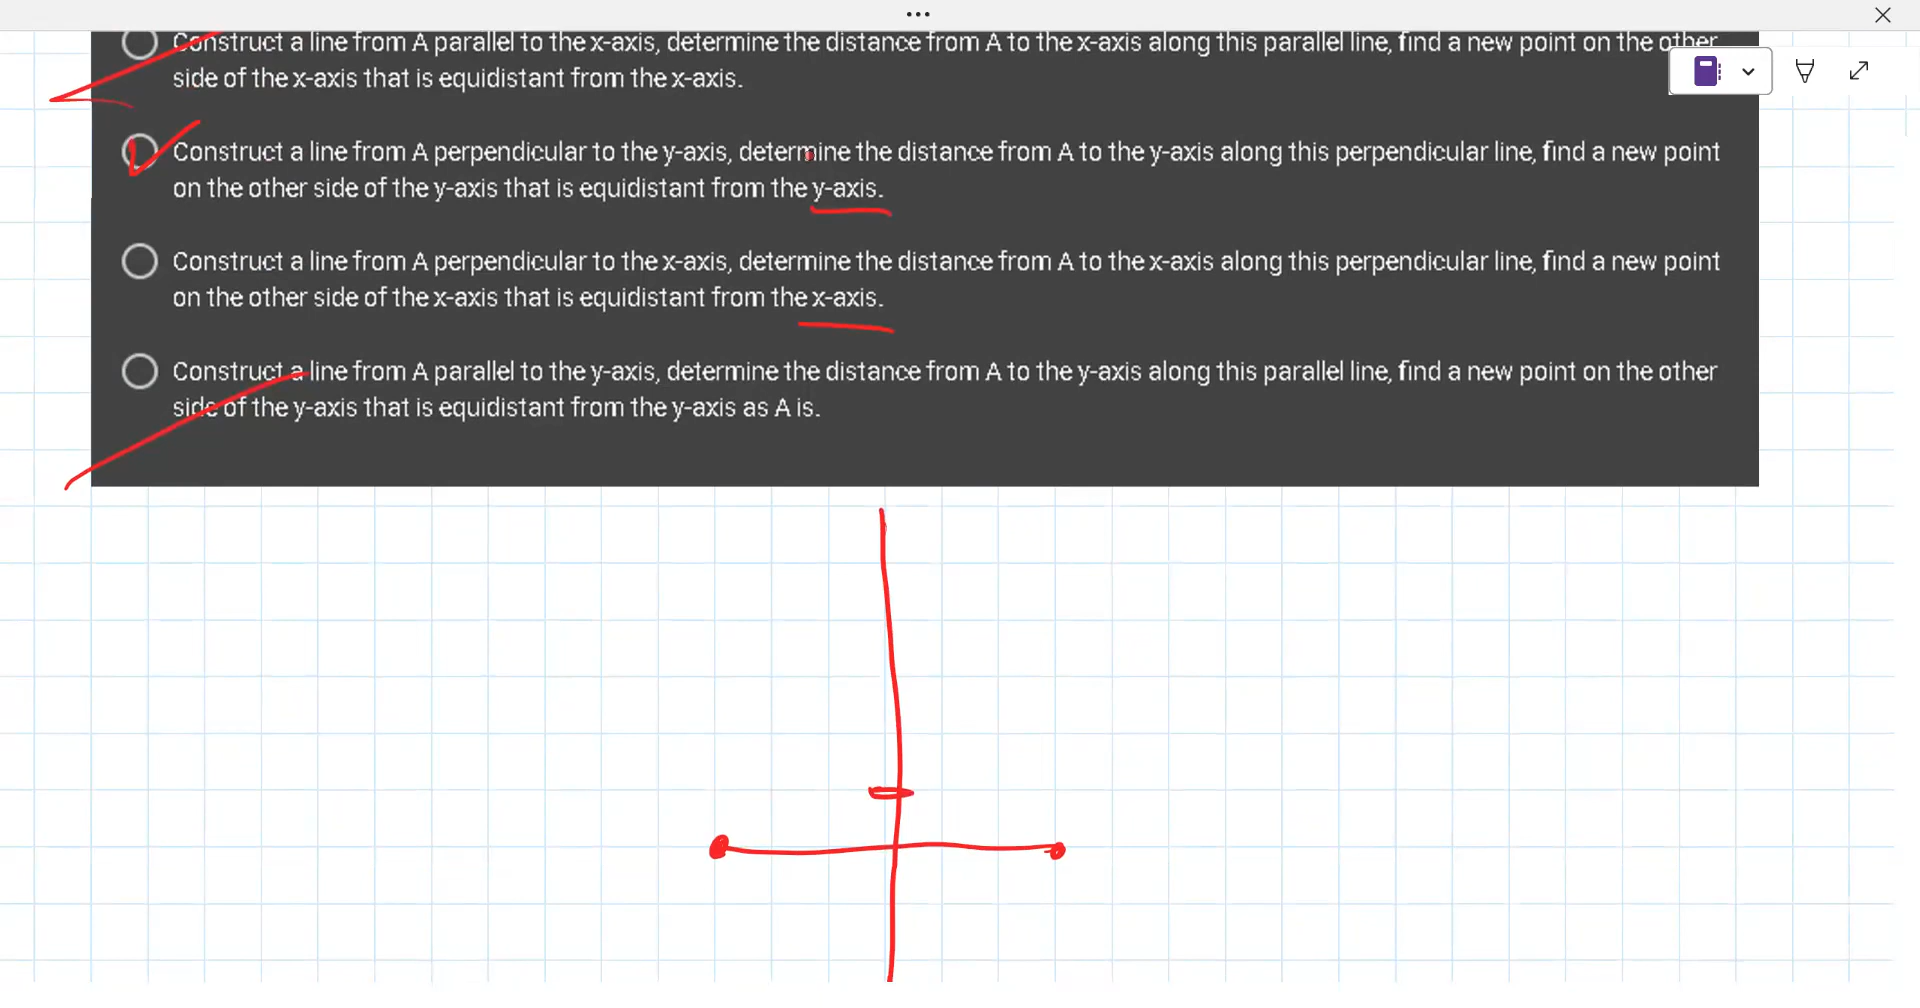 Construct a line from A parallel to the x-axis, determine the distance from A to the x-axis along this parallel line, find a new point on the other
side of the x-axis that is equidistant from the x-axis.
Construct a line from A perpendicular to the y-axis, determine the distance from A to the y-axis along this perpendicular line, find a new point
on the other side of the y-axis that is equidistant from the y-axis.
Construct a line from A perpendicular to the x-axis, determine the distance from A to the x-axis along this perpendicular line, find a new point
on the other side of the x-axis that is equidistant from the x-axis.
Construct a line from A parallel to the y-axis, determine the distance from A to the y-axis along this parallel line, find a new point on the other
side of the y-axis that is equidistant from the y-axis as A is.